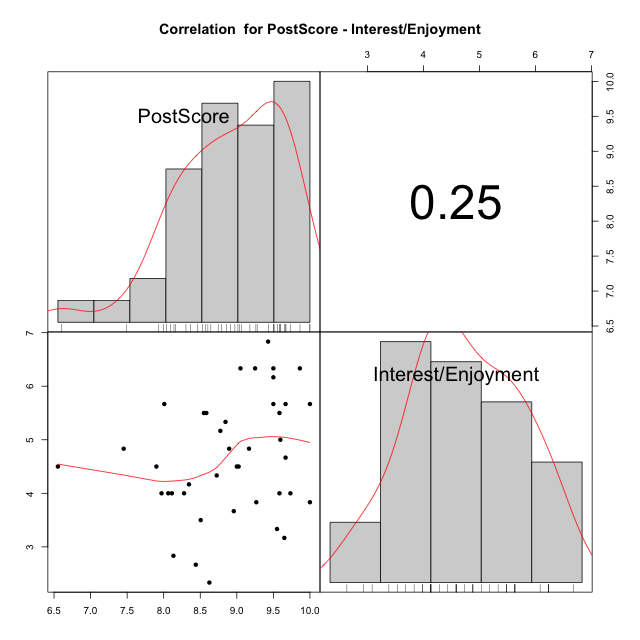 Correlation  for PostScore - Interest/Enjoyment
3 4 5 6 7
PostScore
0.25
10.0
9.5
9.0
8.5
8.0
7.5
7.0
6.5
Interest/Enjoyment
7
6
5
4
3
6.5 7.0 7.5 8.0 8.5 9.0 9.5 10.0